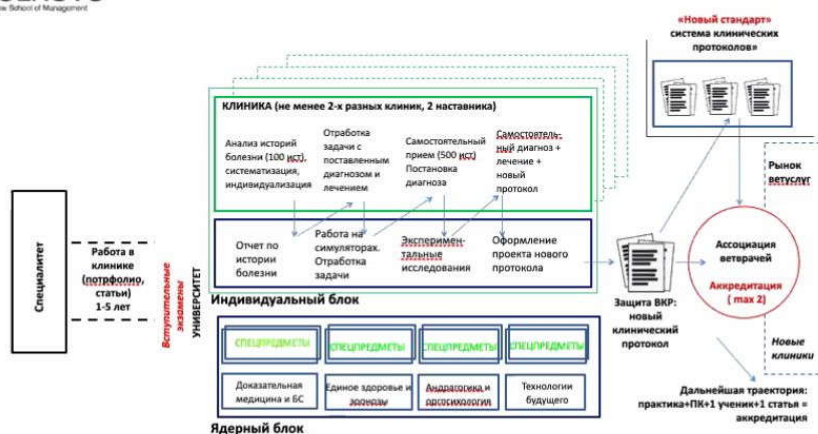 School of Management
«Новый стандарт»
система клинических
протоколов»
КЛИНИКА (не менее 2-х разных клиник, 2 наставника)
Анализ историй
болезни (100 ист),
систематизация,
индивидуализация
Отработка
задачи с
поставленным
диагнозом и
лечением
Самостоятельный
прием (500 ист)
Постановка
диагноза
Самостоятель-
ный диагноз +
лечение +
новый
протокол
Отчет по
истории
болезни
Работа на
симуляторах.
Отработка
задачи
Эксперимен-
тальные
исследования
Оформление
проекта нового
протокола
Индивидуальный блок
Специалитет
Работа в
клинике
(потрфолио,
статьи)
1-5 лет
Вступительные
экзамены
УНИВЕРСИТЕТ
СПЕЦПРЕДМЕТЫ
СПЕЦПРЕДМЕТЫ
СПЕЦПРЕДМЕТЫ
СПЕЦПРЕДМЕТЫ
Доказательная
медицина и БС
Единое здоровье и
зоонозы
Андрагогика и
оргпсихология
Технологии
будущего
Ядерный блок
Защита ВКР:
новый
клинический
протокол
Рынок
ветуслуг
Ассоциация
ветврачей
Аккредитация
( max 2)
Новые
клиники
Дальнейшая траектория:
практика+ПК+1 ученик+1 статья =
аккредитация